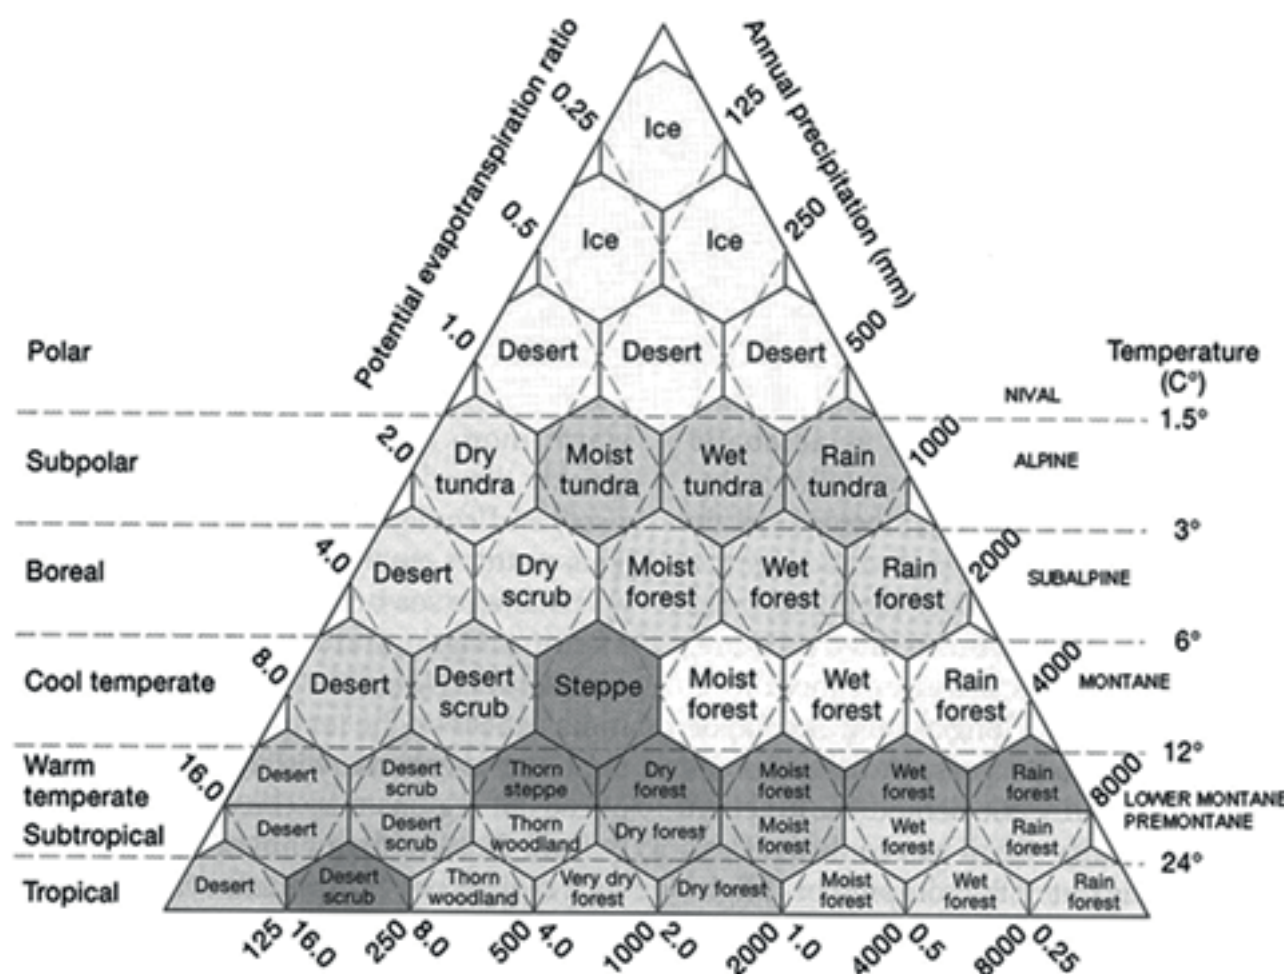 Potential evapotranspiration ratio
Annual precipitation (mm)
0.25
125
Ice
0.5
250
Ice
Ice
1.0
500
Polar
Desert
Desert
Desert
Temperature
(C°)
NIVAL
1.5°
2.0
1000
Subpolar
Dry
tundra
Moist
tundra
Wet
tundra
Rain
tundra
ALPINE
3°
4.0
2000
Boreal
Desert
Dry
scrub
Moist
forest
Wet
forest
Rain
forest
SUBALPINE
6°
8.0
4000
Cool temperate
Desert
Desert
scrub
Steppe
Moist
forest
Wet
forest
Rain
forest
MONTANE
12°
16.0
8000
Warm
temperate
Desert
Desert
scrub
Thorn
steppe
Dry
forest
Moist
forest
Wet
forest
Rain
forest
LOWER MONTANE
PREMONTANE
Subtropical
Desert
Desert
scrub
Thorn
woodland
Dry forest
Moist
forest
Wet
forest
Rain
forest
24°
Tropical
Desert
Desert
scrub
Thorn
woodland
Very dry
forest
Dry forest
Moist
forest
Wet
forest
Rain
forest
125 16.0 250 8.0 500 4.0 1000 2.0 2000 1.0 4000 0.5 8000 0.25